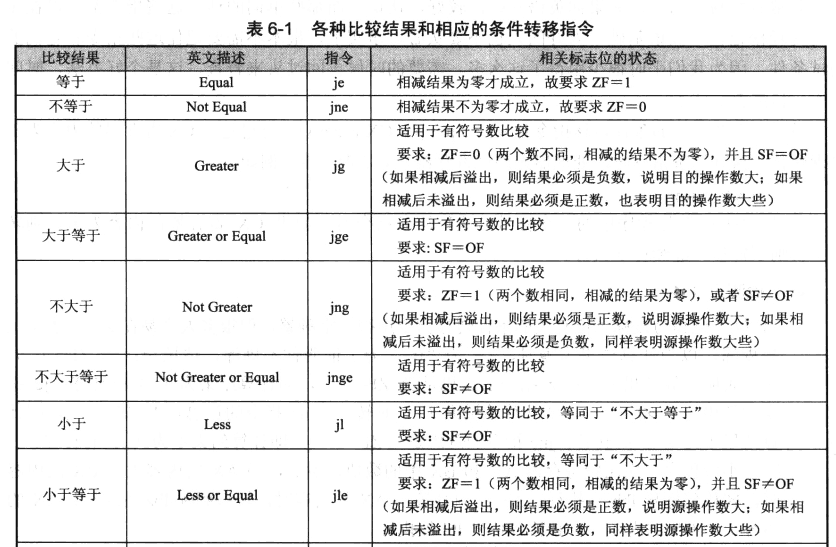 表 6-1 各种比较结果和相应的条件转移指令
比较结果 英文描述 指令 相关标志位的状态
等于 Equal je 相减结果为零才成立，故要求 ZF＝1
不等于 Not Equal jne 相减结果不为零才成立，故要求 ZF＝0
大于 Greater jg 适用于有符号数比较
要求：ZF＝0（两个数不同，相减的结果不为零），并且 SF＝OF
（如果相减后溢出，则结果必须是负数，说明目的操作数大；如果
相减后未溢出，则结果必须是正数，也表明目的操作数大些）
大于等于 Greater or Equal jge 适用于有符号数的比较
要求: SF＝OF
不大于 Not Greater jng 适用于有符号数的比较
要求：ZF＝1（两个数相同，相减的结果为零），或者 SF≠OF
（如果相减后溢出，则结果必须是正数，说明源操作数大；如果相
减后未溢出，则结果必须是负数，同样表明源操作数大些）
不大于等于 Not Greater or Equal jnge 适用于有符号数的比较
要求：SF≠OF
小于 Less jl 适用于有符号数的比较，等同于“不大于等于”
要求：SF≠OF
小于等于 Less or Equal jle 适用于有符号数的比较，等同于“不大于”
要求：ZF＝1（两个数相同，相减的结果为零），并且 SF≠OF
（如果相减后溢出，则结果必须是正数，说明源操作数大；如果相
减后未溢出，则结果必须是负数，同样表明源操作数大些）